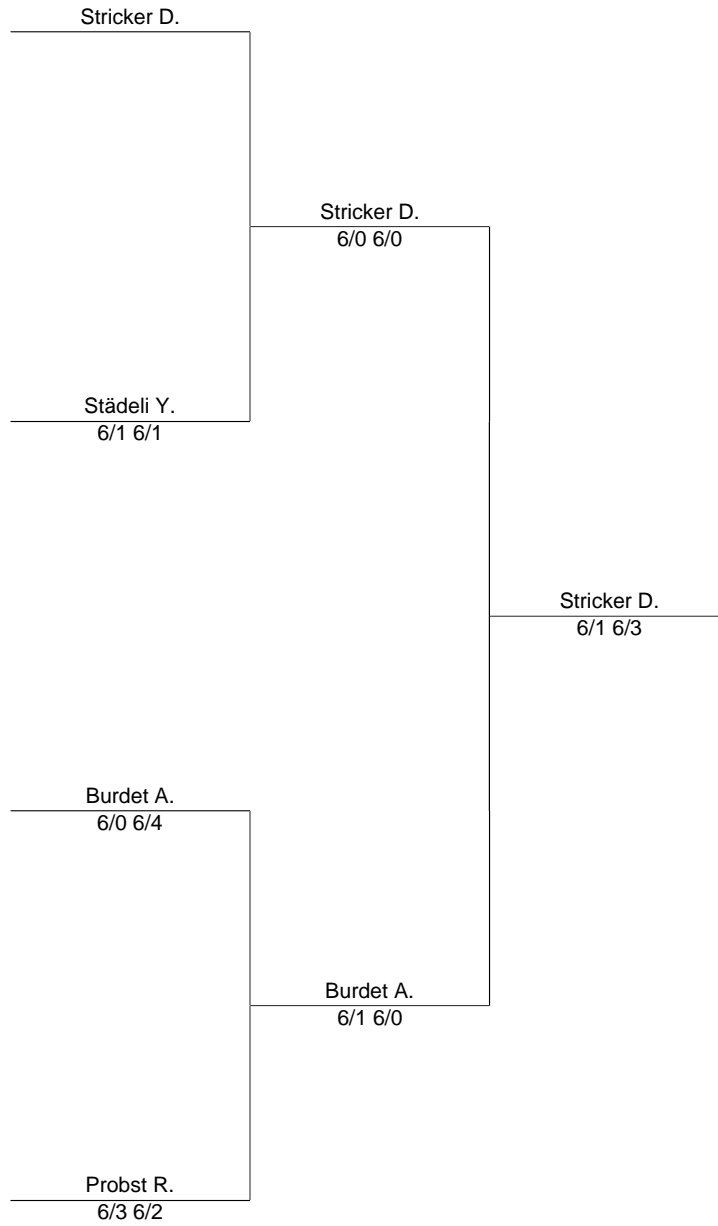 Stricker D.
Stricker D.
6/0 6/0
Städeli Y.
6/1 6/1
Stricker D.
6/1 6/3
Burdet A.
6/0 6/4
Burdet A.
6/1 6/0
Probst R.
6/3 6/2